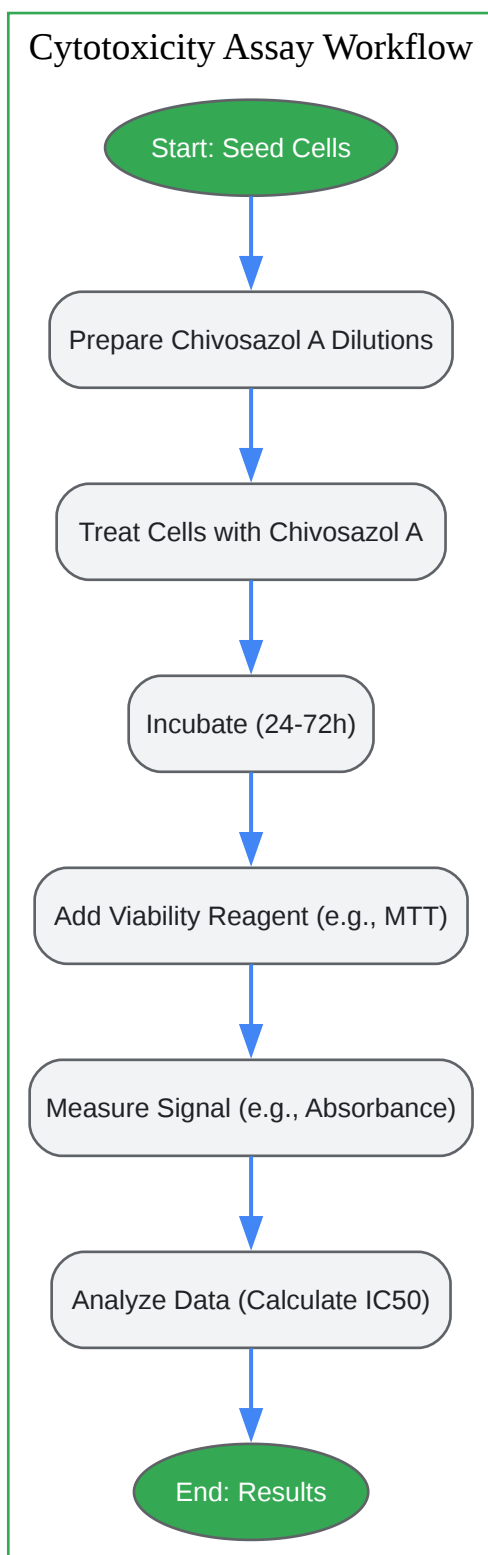 Cytotoxicity Assay Workflow
Start: Seed Cells
Prepare Chivosazol A Dilutions
Treat Cells with Chivosazol A
Incubate (24-72h)
Add Viability Reagent (e.g., MTT)
Measure Signal (e.g., Absorbance)
Analyze Data (Calculate IC50)
End: Results